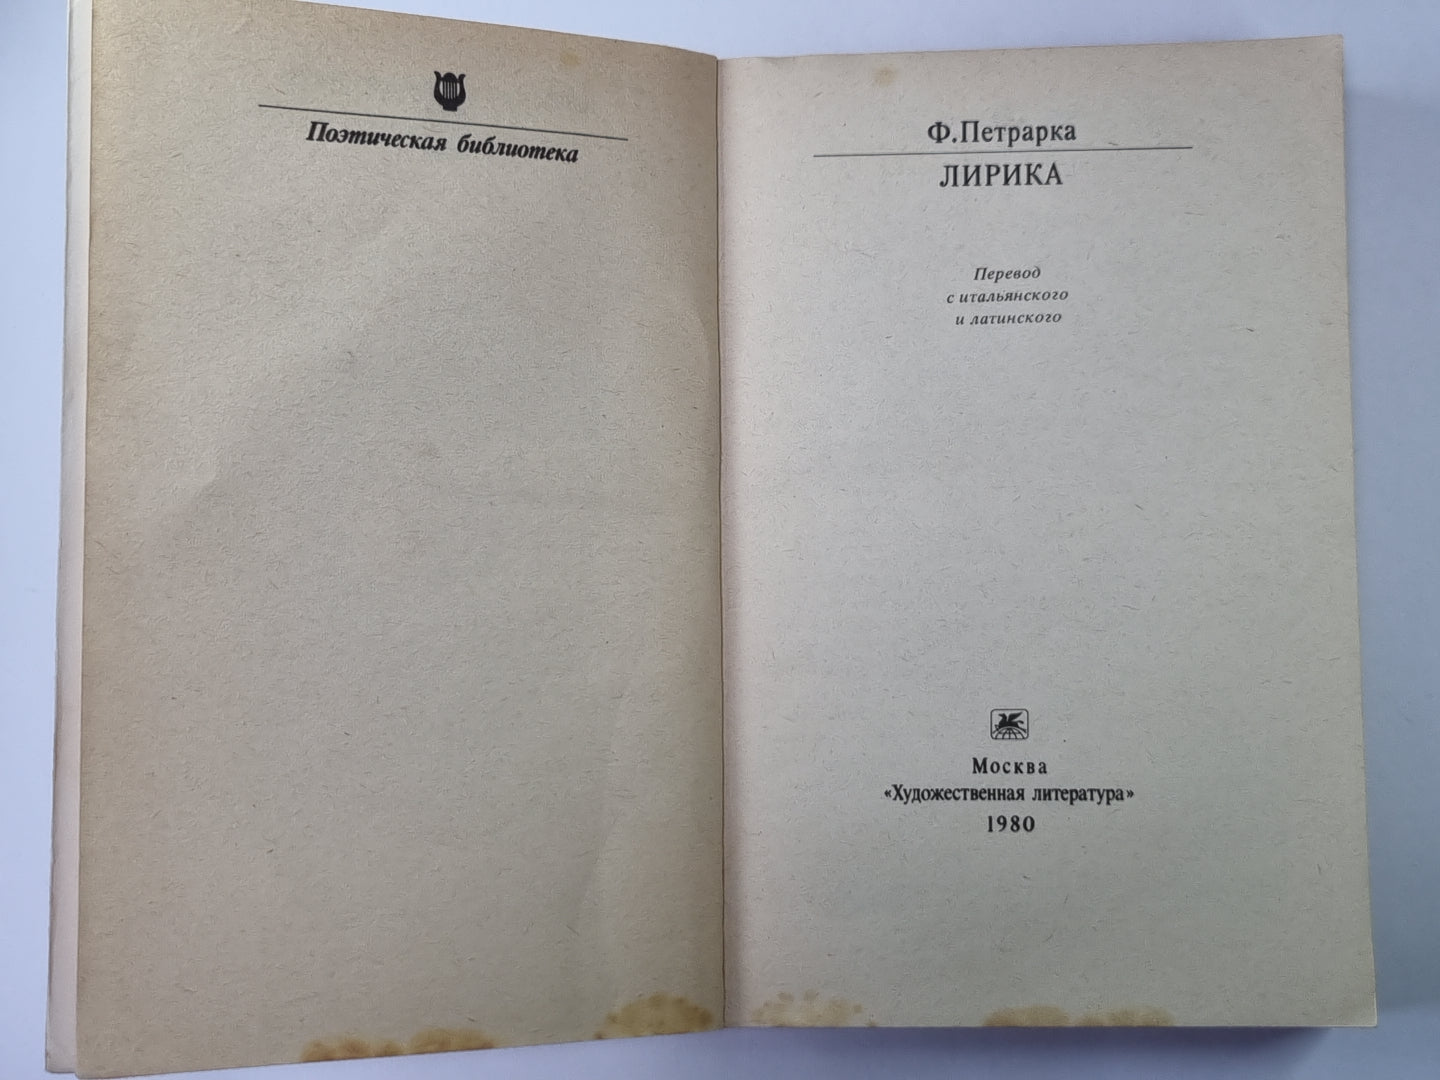 Поэтическая библиотека
Ф.Петрарка
ЛИРИКА
Перевод
с итальянского
и латинского
Москва
«Художественная литература»
1980